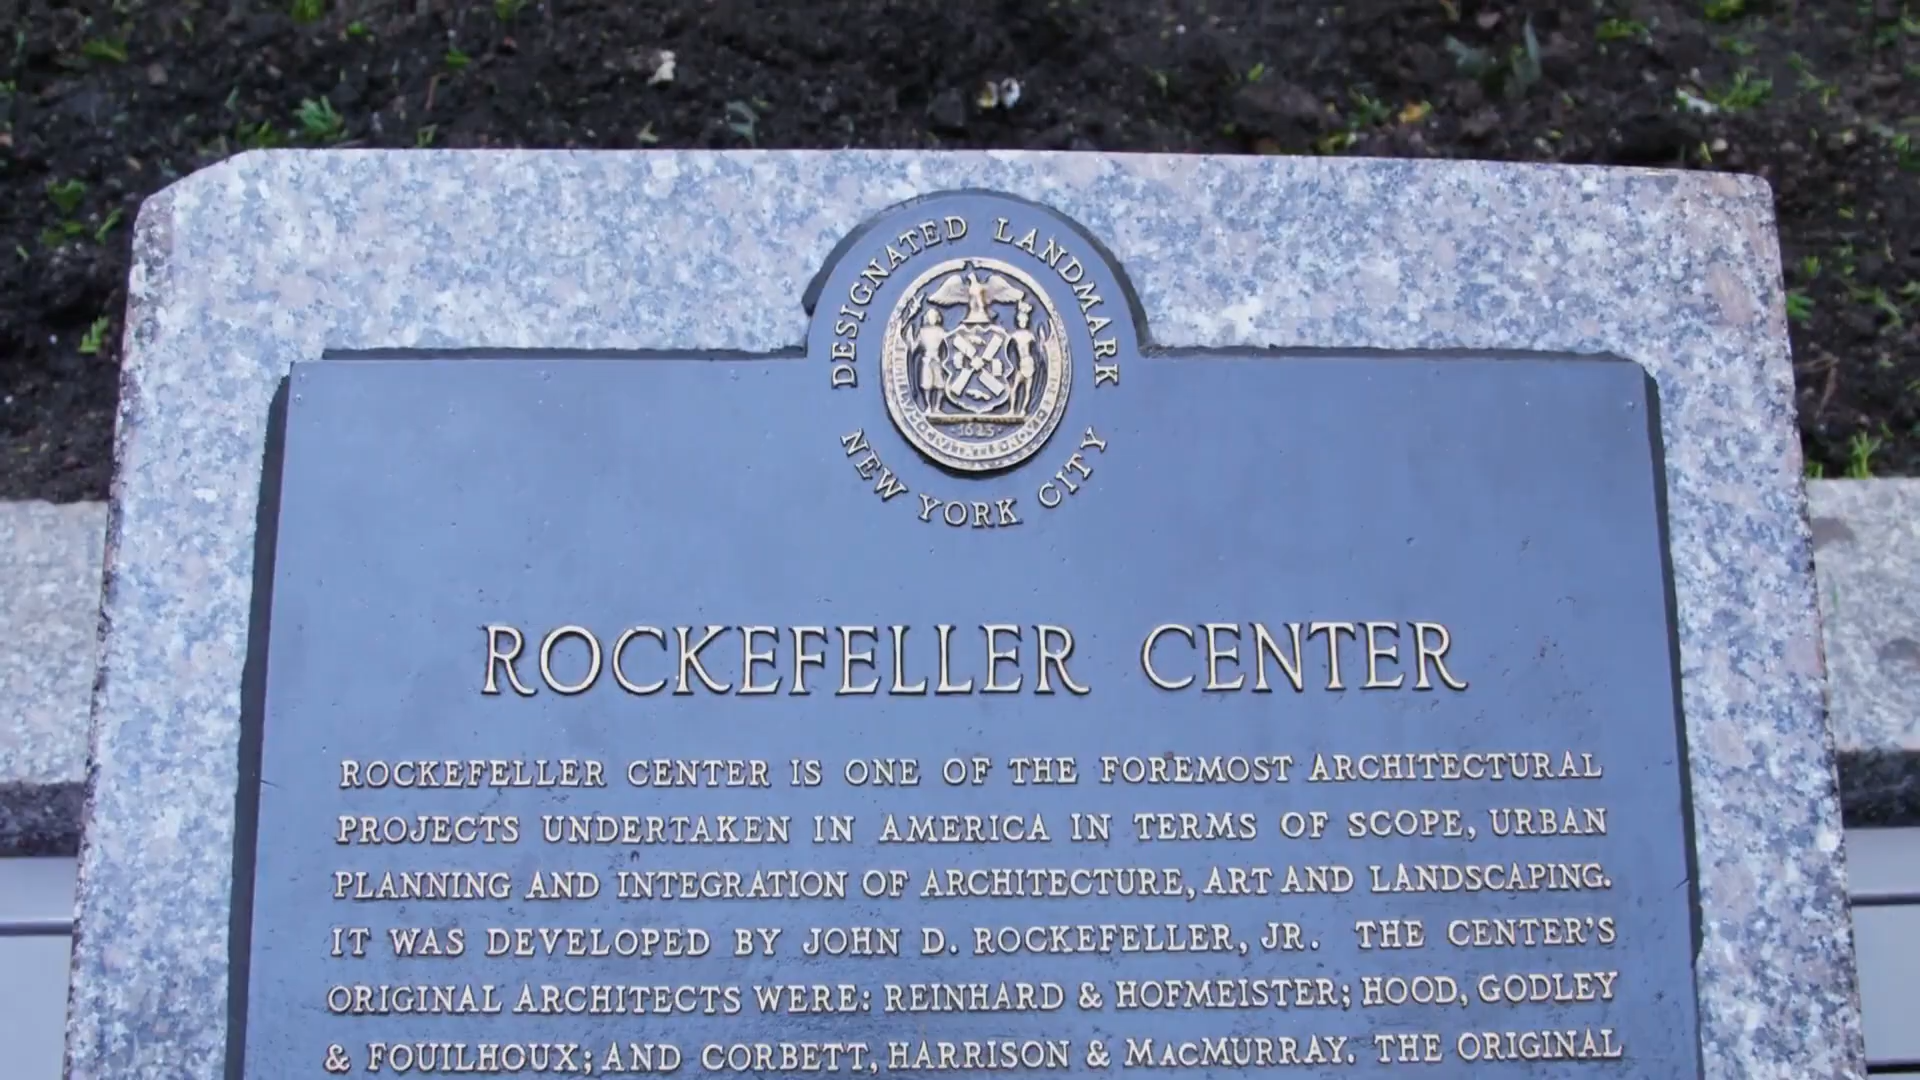 DESIGNATED LANDMARK
NEW YORK CITY
1625
ROCKEFELLER CENTER
ROCKEFELLER CENTER IS ONE OF THE FOREMOST ARCHITECTURAL
PROJECTS UNDERTAKEN IN AMERICA IN TERMS OF SCOPE, URBAN
PLANNING AND INTEGRATION OF ARCHITECTURE, ART AND LANDSCAPING.
IT WAS DEVELOPED BY JOHN D. ROCKEFELLER, JR. THE CENTER'S
ORIGINAL ARCHITECTS WERE: REINHARD & HOFMEISTER; HOOD, GODLEY
& FOUILHOUX; AND CORBETT, HARRISON & MACMURRAY. THE ORIGINAL